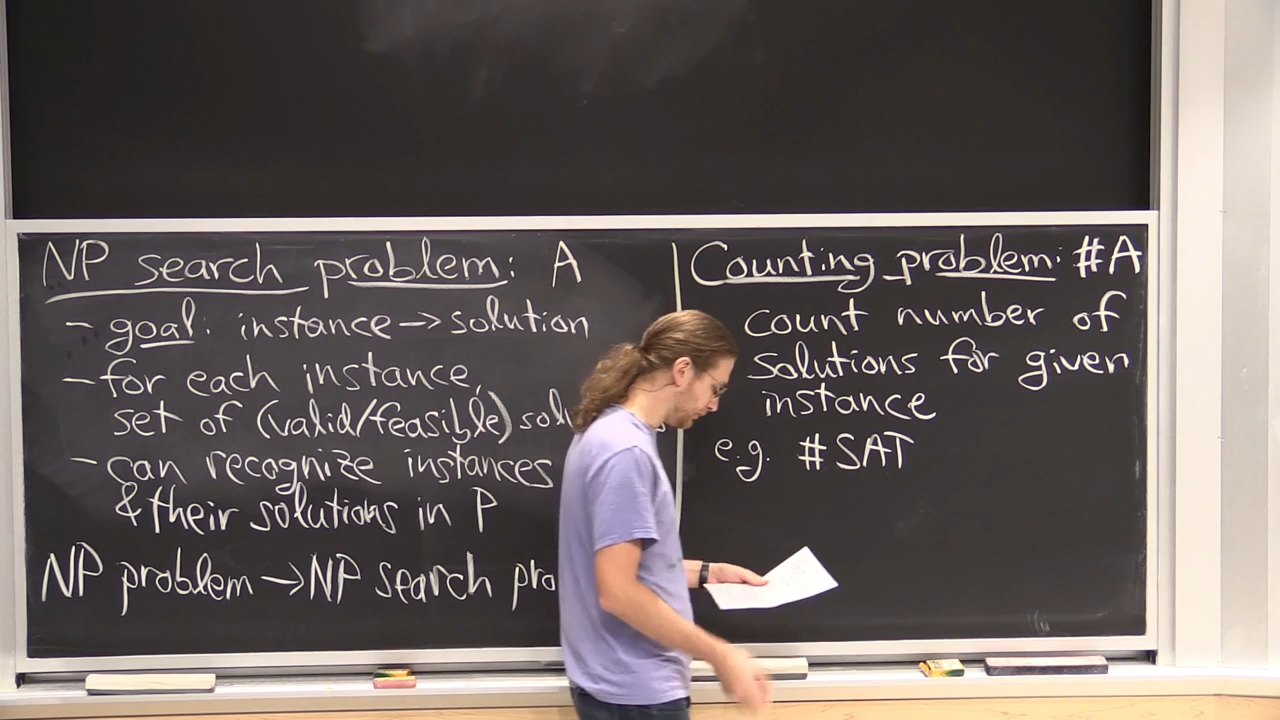 NP search problem: A
- goal: instance → solution
- for each instance,
set of (valid/feasible)
- can recognize instances
& their solutions in P
NP problem → NP search
Counting problem: #A
count number of
solutions for given
instance
e.g. #SAT